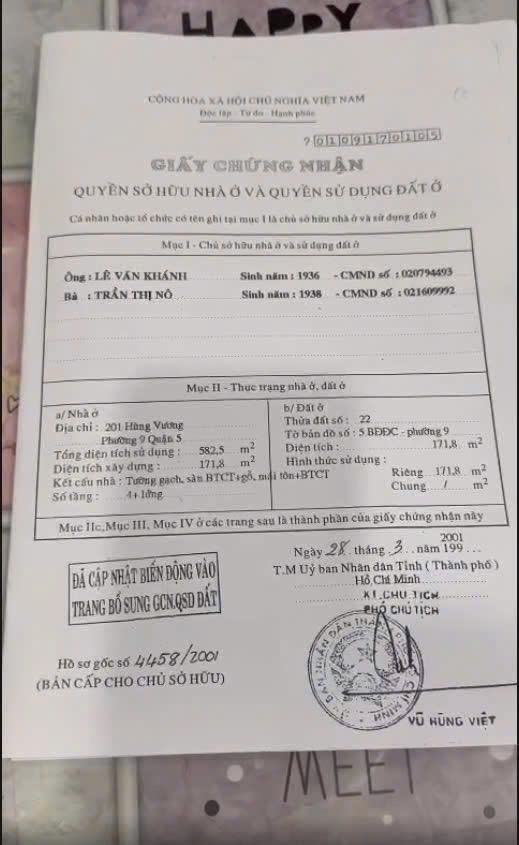 HAPPY
CỘNG HÒA XÃ HỘI CHỦ NGHĨA VIỆT NAM
Độc lập - Tự do - Hạnh phúc
? 0109170105
GIẤY CHỨNG NHẬN
QUYỀN SỞ HỮU NHÀ Ở VÀ QUYỀN SỬ DỤNG ĐẤT Ở
Cá nhân hoặc tổ chức có tên ghi tại mục I là chủ sở hữu nhà ở và sử dụng đất ở
Mục I - Chủ sở hữu nhà ở và sử dụng đất ở
Ông : LÊ VĂN KHÁNH Sinh năm : 1936 - CMND số : 020794493
Bà : TRẦN THỊ NÔ Sinh năm : 1938 - CMND số : 021609992
Mục II - Thực trạng nhà ở, đất ở
a/ Nhà ở
Địa chỉ : 201 Hùng Vương
Phường 9 Quận 5
Tổng diện tích sử dụng : 582,5 m2
Diện tích xây dựng : 171,8 m2
Kết cấu nhà : Tường gạch, sàn BTCT+gỗ, mái tôn+BTCT
Số tầng : 4+ lửng
b/ Đất ở
Thửa đất số : 22
Tờ bản đồ số : 5 BĐĐC - phường 9
Diện tích : 171,8 m2
Hình thức sử dụng :
Riêng 171,8 m2
Chung / m2
Mục IIc,Mục III, Mục IV ở các trang sau là thành phần của giấy chứng nhận này
2001
Ngày 28 tháng 3 năm 199
T.M Uỷ ban Nhân dân Tỉnh ( Thành phố )
Hồ Chí Minh
KT.CHỦ TỊCH
PHÓ CHỦ TỊCH
ĐÃ CẬP NHẬT BIẾN ĐỘNG VÀO
TRANG BỔ SUNG GCN.QSD ĐẤT
Hồ sơ gốc số 4458/2001
(BẢN CẤP CHO CHỦ SỞ HỮU)
VŨ HÙNG VIỆT
MEET